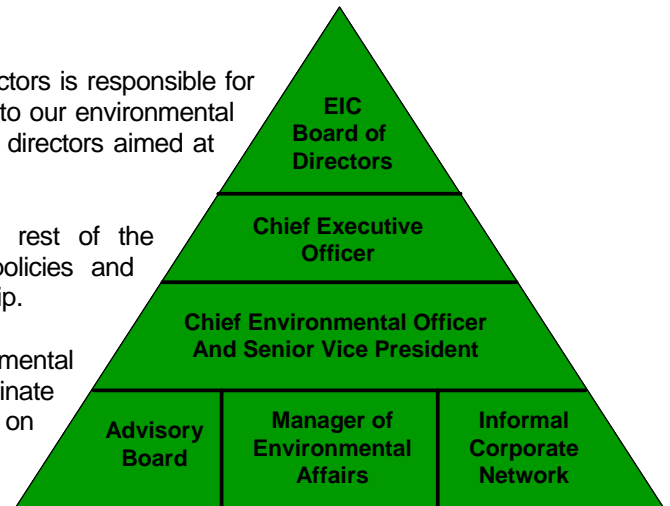 ctors is responsible for
to our environmental
directors aimed at
rest of the
policies and
ip.
mental
inate
on
EIC
Board of
Directors
Chief Executive
Officer
Chief Environmental Officer
And Senior Vice President
Advisory
Board
Manager of
Environmental
Affairs
Informal
Corporate
Network